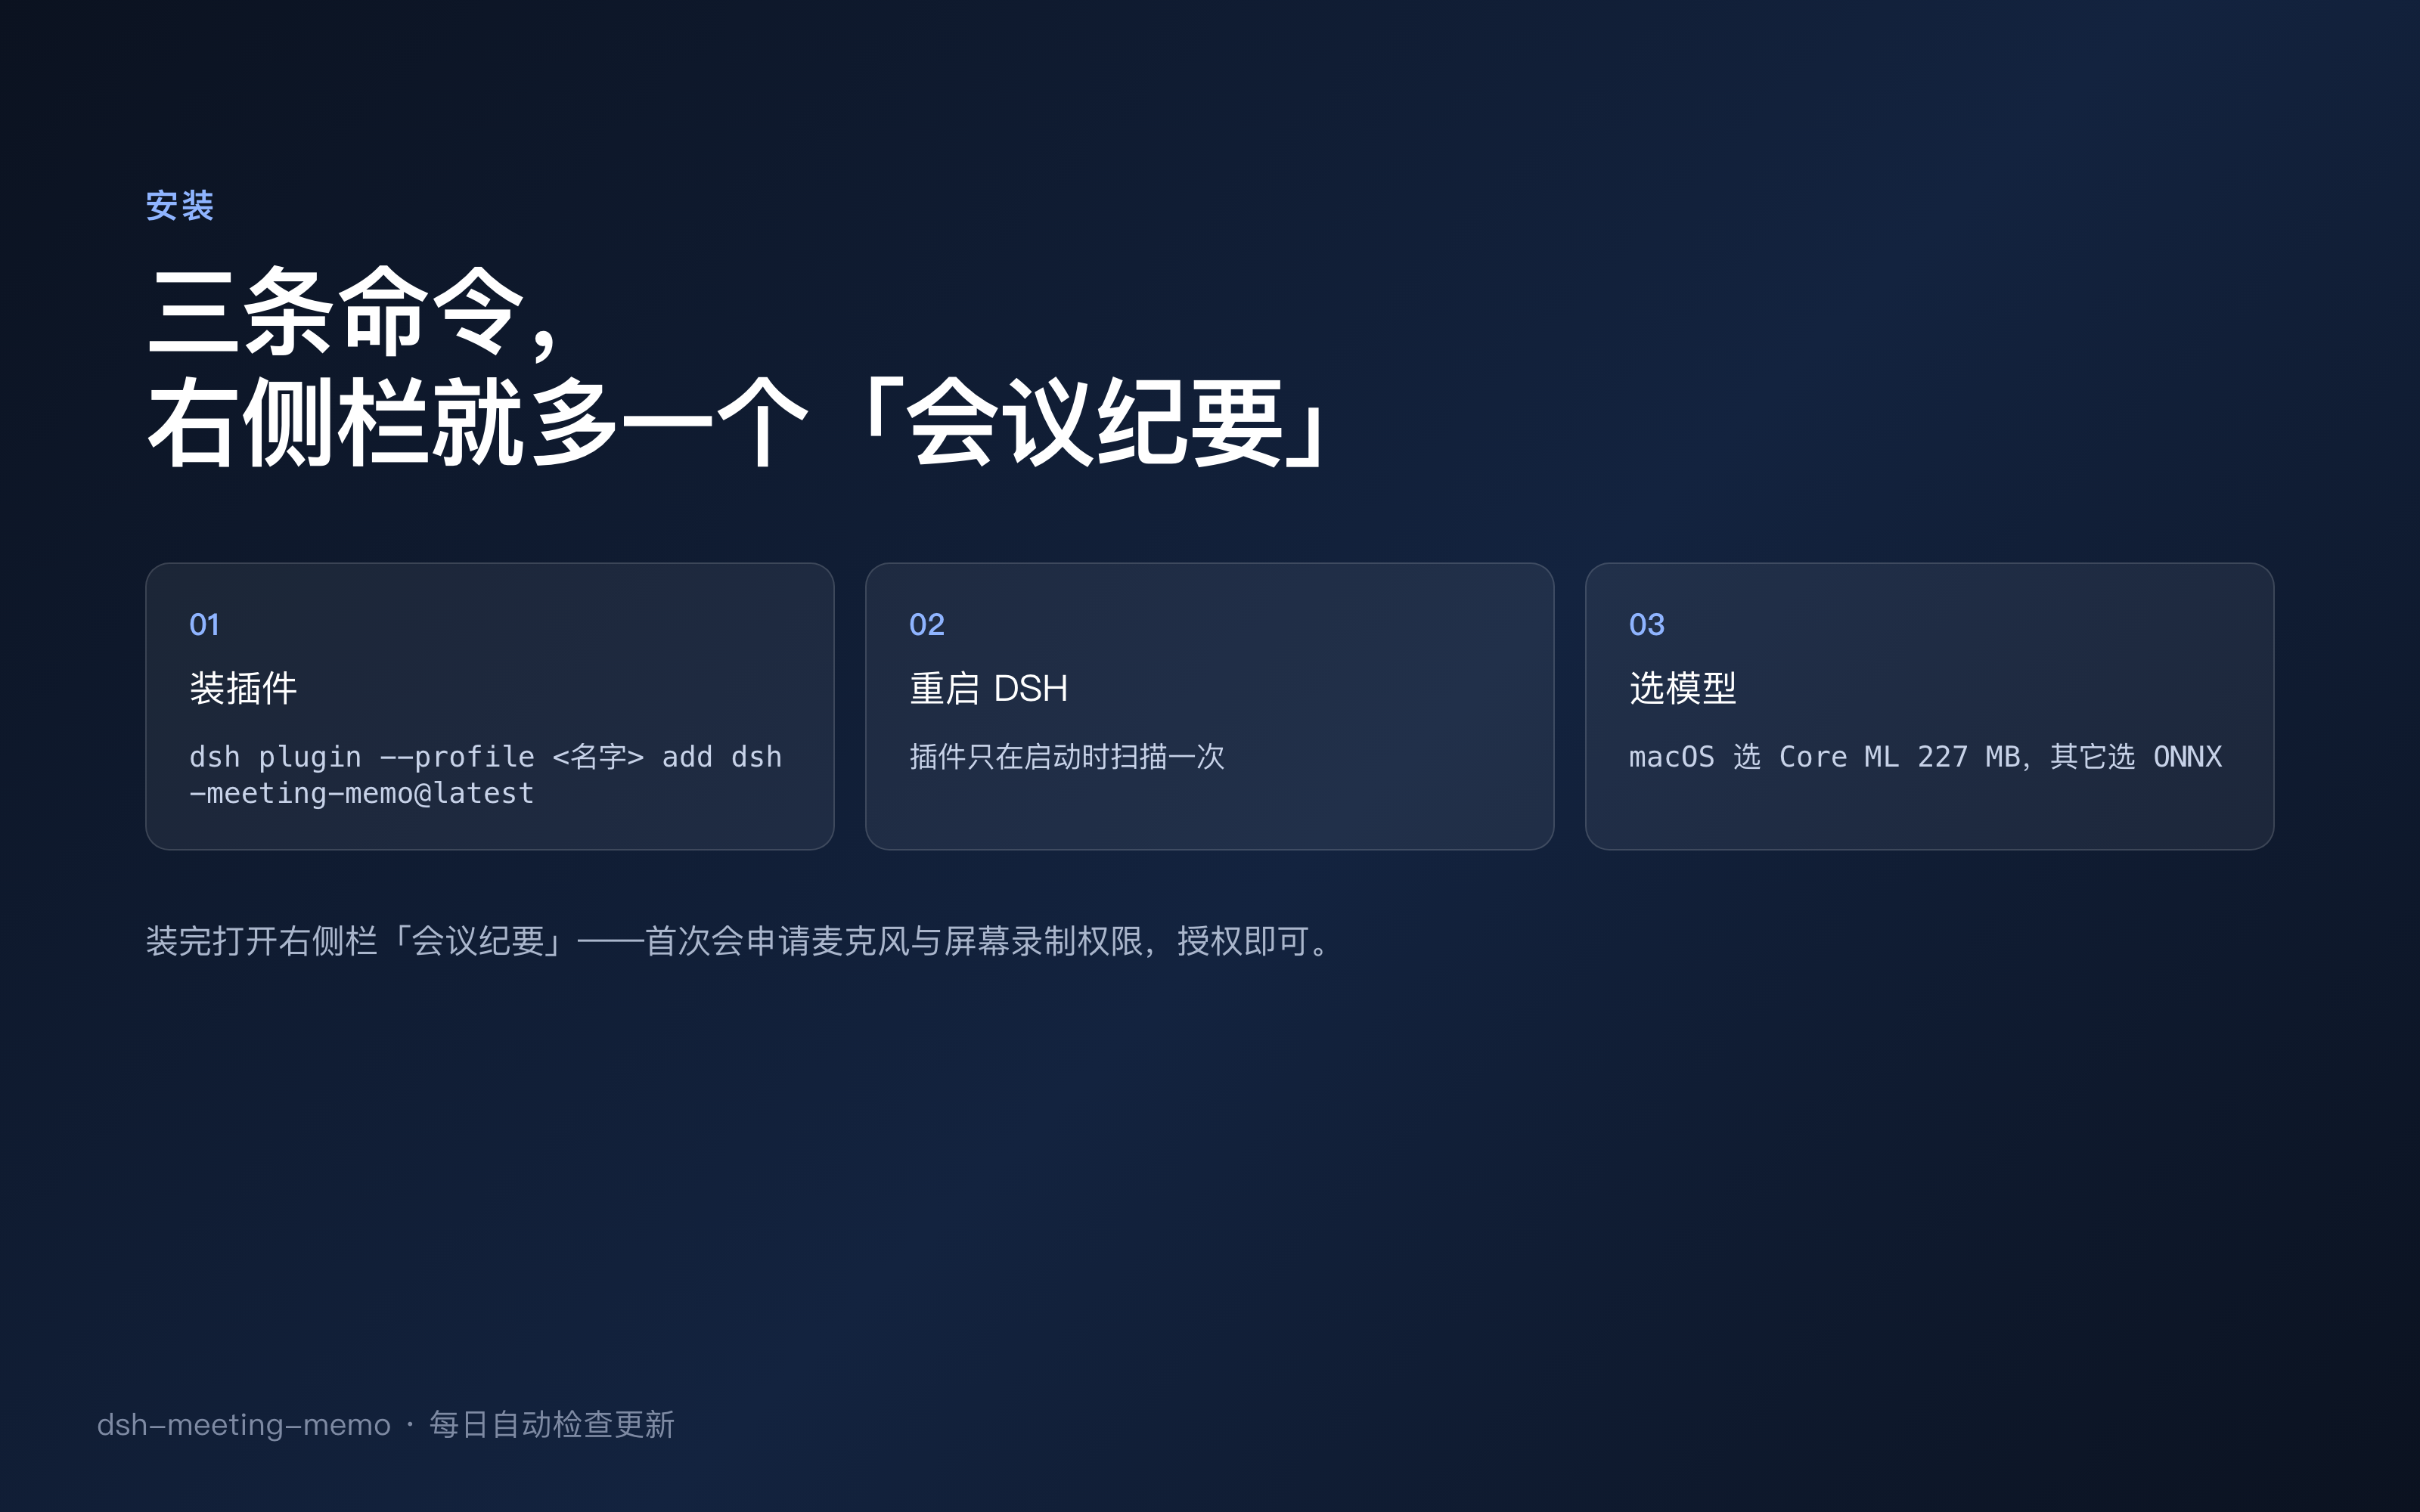 安装
三条命令，
右侧栏就多一个「会议纪要」
01
装插件
dsh plugin --profile <名字> add dsh
-meeting-memo@latest
02
重启 DSH
插件只在启动时扫描一次
03
选模型
macOS 选 Core ML 227 MB，其它选 ONNX
装完打开右侧栏「会议纪要」——首次会申请麦克风与屏幕录制权限，授权即可。
dsh-meeting-memo · 每日自动检查更新